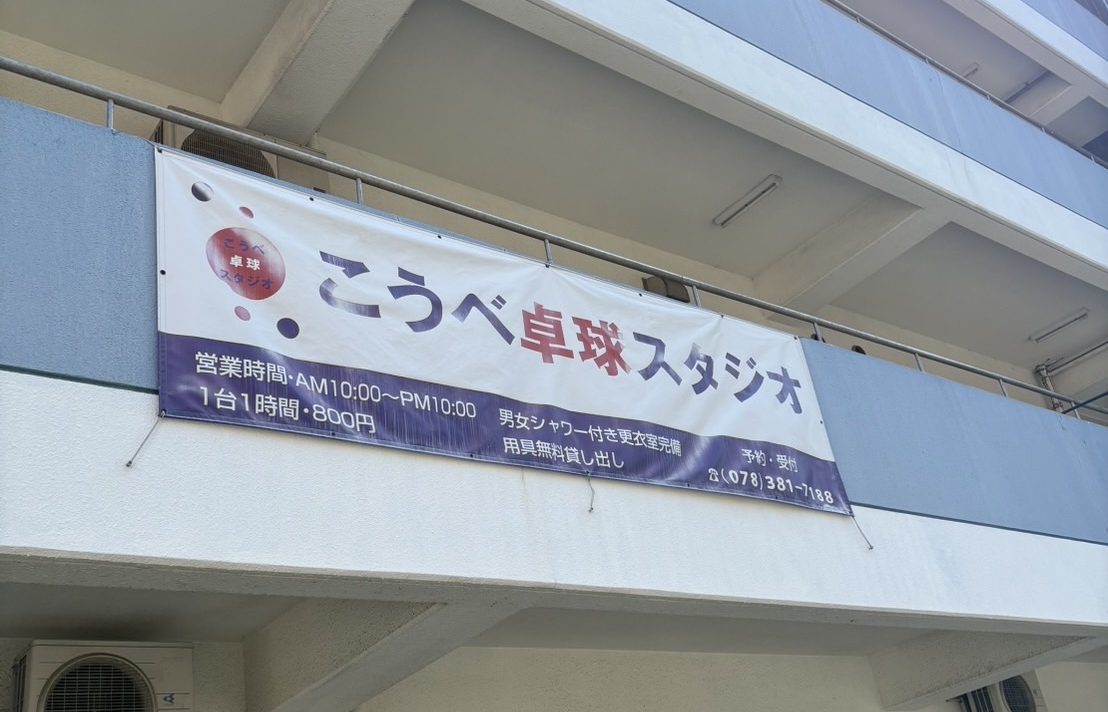 こうべ
卓球
スタジオ
こうべ卓球スタジオ
営業時間・AM10:00～PM10:00
1台1時間・800円
男女シャワー付き更衣室完備
用具無料貸し出し
予約・受付
☎(078)381-7188